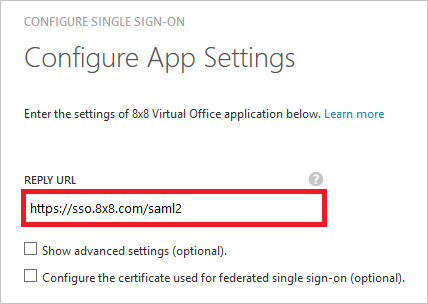 CONFIGURE SINGLE SIGN-ON
Configure App Settings
Enter the settings of 8x8 Virtual Office application below. Learn more
REPLY URL
?
https://sso.8x8.com/saml2
Show advanced settings (optional).
Configure the certificate used for federated single sign-on (optional).